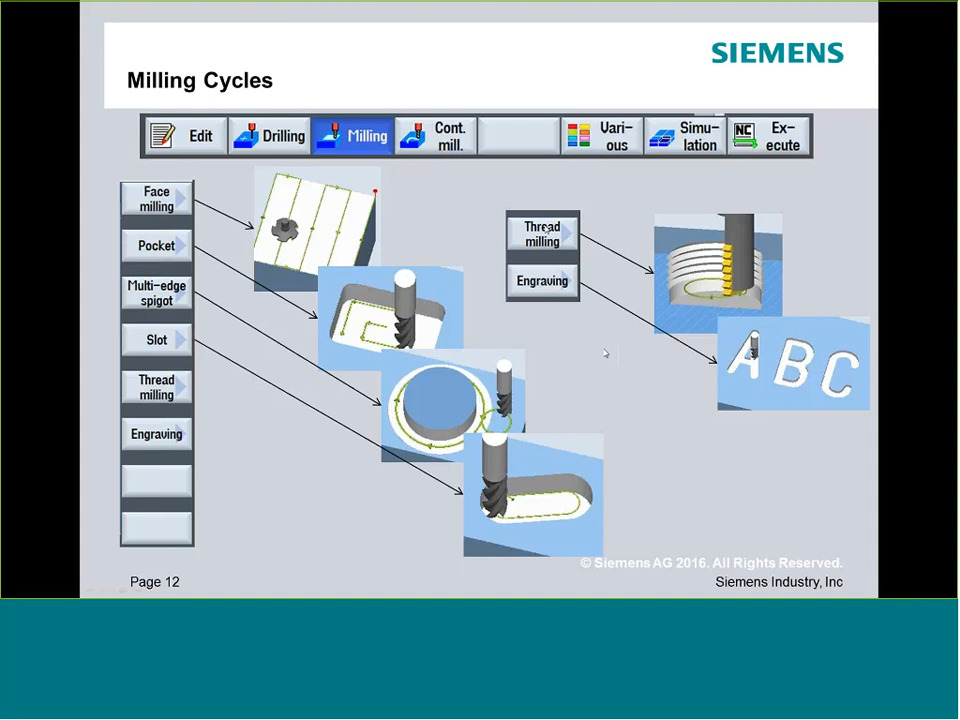 SIEMENS
Milling Cycles
Edit
Drilling
Milling
Cont.
mill.
Vari-
ous
Simu-
lation
NC
Ex-
ecute
Face
milling
Pocket
Multi-edge
spigot
Slot
Thread
milling
Engraving
Thread
milling
Engraving
ABC
© Siemens AG 2016. All Rights Reserved.
Page 12
Siemens Industry, Inc